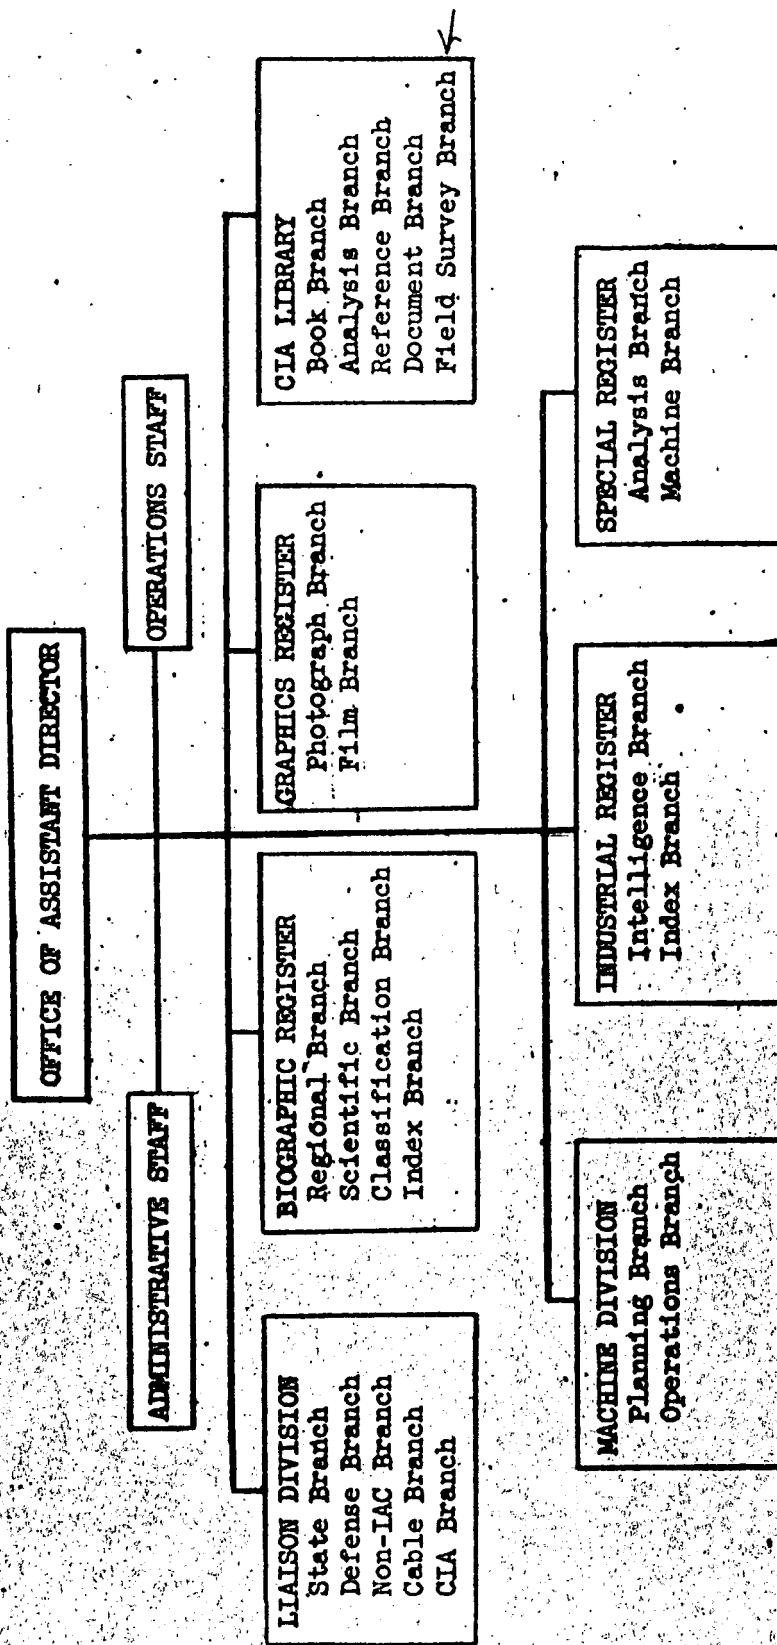 OFFICE OF ASSISTANT DIRECTOR
ADMINISTRATIVE STAFF
OPERATIONS STAFF
LIAISON DIVISION
State Branch
Defense Branch
Non-IAC Branch
Cable Branch
CIA Branch
BIOGRAPHIC REGISTER
Regional Branch
Scientific Branch
Classification Branch
Index Branch
GRAPHICS REGISTER
Photograph Branch
Film Branch
CIA LIBRARY
Book Branch
Analysis Branch
Reference Branch
Document Branch
Field Survey Branch
MACHINE DIVISION
Planning Branch
Operations Branch
INDUSTRIAL REGISTER
Intelligence Branch
Index Branch
SPECIAL REGISTER
Analysis Branch
Machine Branch